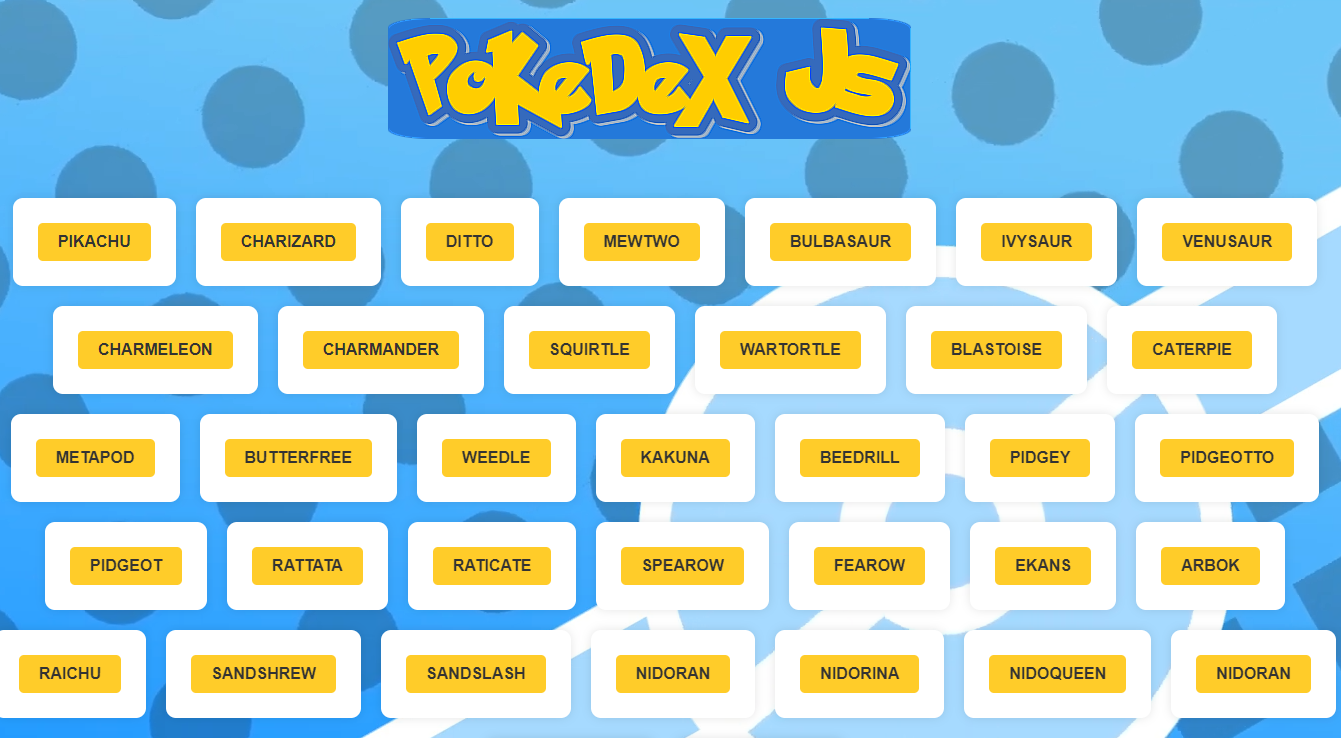 PoKeDeX JS
PIKACHU CHARIZARD DITTO MEWTWO BULBASAUR IVYSAUR VENUSAUR
CHARMELEON CHARMANDER SQUIRTLE WARTORTLE BLASTOISE CATERPIE
METAPOD BUTTERFREE WEEDLE KAKUNA BEEDRILL PIDGEY PIDGEOTTO
PIDGEOT RATTATA RATICATE SPEAROW FEAROW EKANS ARBOK
RAICHU SANDSHREW SANDSLASH NIDORAN NIDORINA NIDOQUEEN NIDORAN